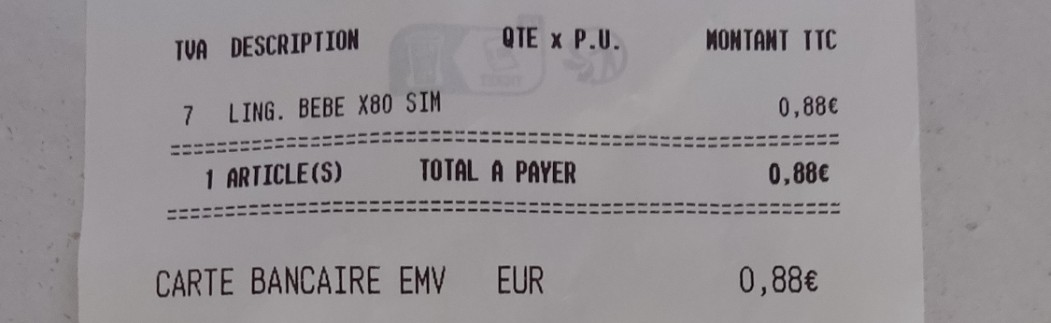 TVA DESCRIPTION QTE x P.U. MONTANT TTC
7 LING. BEBE X80 SIM 0,88€
1 ARTICLE(S) TOTAL A PAYER 0,88€
CARTE BANCAIRE EMV EUR 0,88€